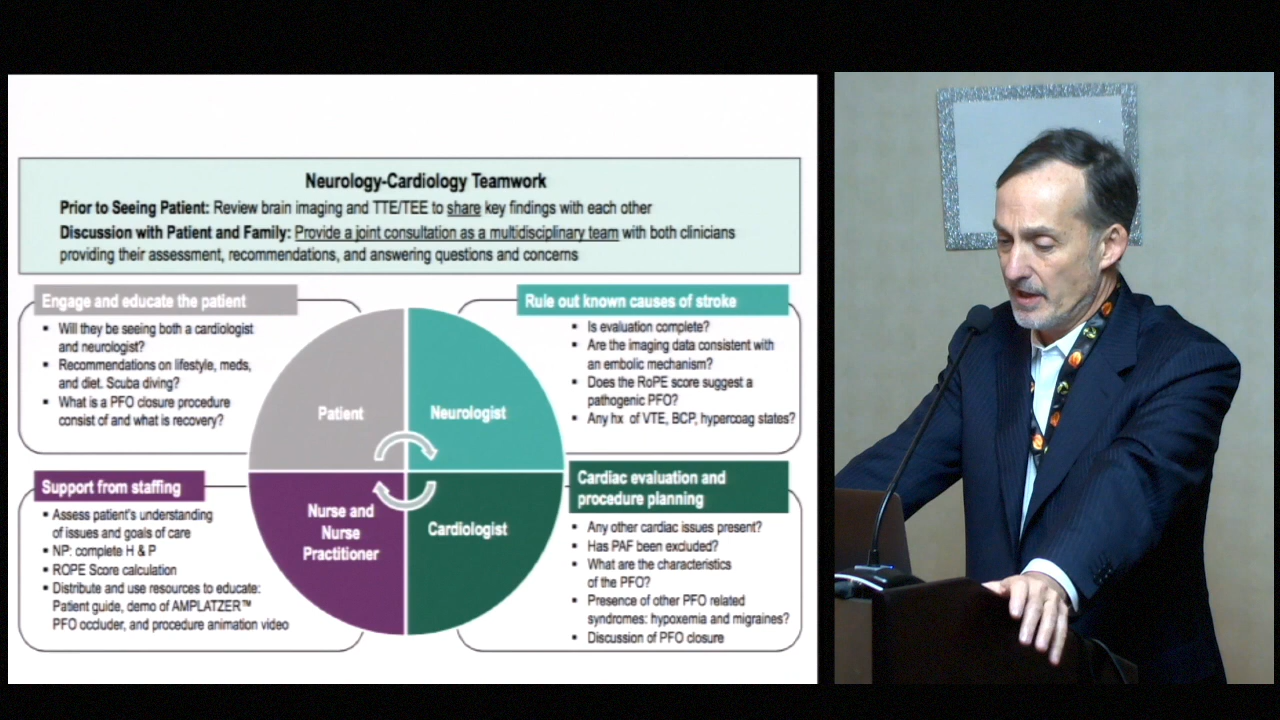 Neurology-Cardiology Teamwork
Prior to Seeing Patient: Review brain imaging and TTE/TEE to share key findings with each other
Discussion with Patient and Family: Provide a joint consultation as a multidisciplinary team with both clinicians
providing their assessment, recommendations, and answering questions and concerns
Engage and educate the patient
▪ Will they be seeing both a cardiologist
and neurologist?
▪ Recommendations on lifestyle, meds,
and diet. Scuba diving?
▪ What is a PFO closure procedure
consist of and what is recovery?
Rule out known causes of stroke
▪ Is evaluation complete?
▪ Are the imaging data consistent with
an embolic mechanism?
▪ Does the RoPE score suggest a
pathogenic PFO?
▪ Any hx of VTE, BCP, hypercoag states?
Patient
Neurologist
Nurse and
Nurse
Practitioner
Cardiologist
Support from staffing
▪ Assess patient's understanding
of issues and goals of care
▪ NP: complete H & P
▪ ROPE Score calculation
▪ Distribute and use resources to educate:
Patient guide, demo of AMPLATZER™
PFO occluder, and procedure animation video
Cardiac evaluation and
procedure planning
▪ Any other cardiac issues present?
▪ Has PAF been excluded?
▪ What are the characteristics
of the PFO?
▪ Presence of other PFO related
syndromes: hypoxemia and migraines?
▪ Discussion of PFO closure